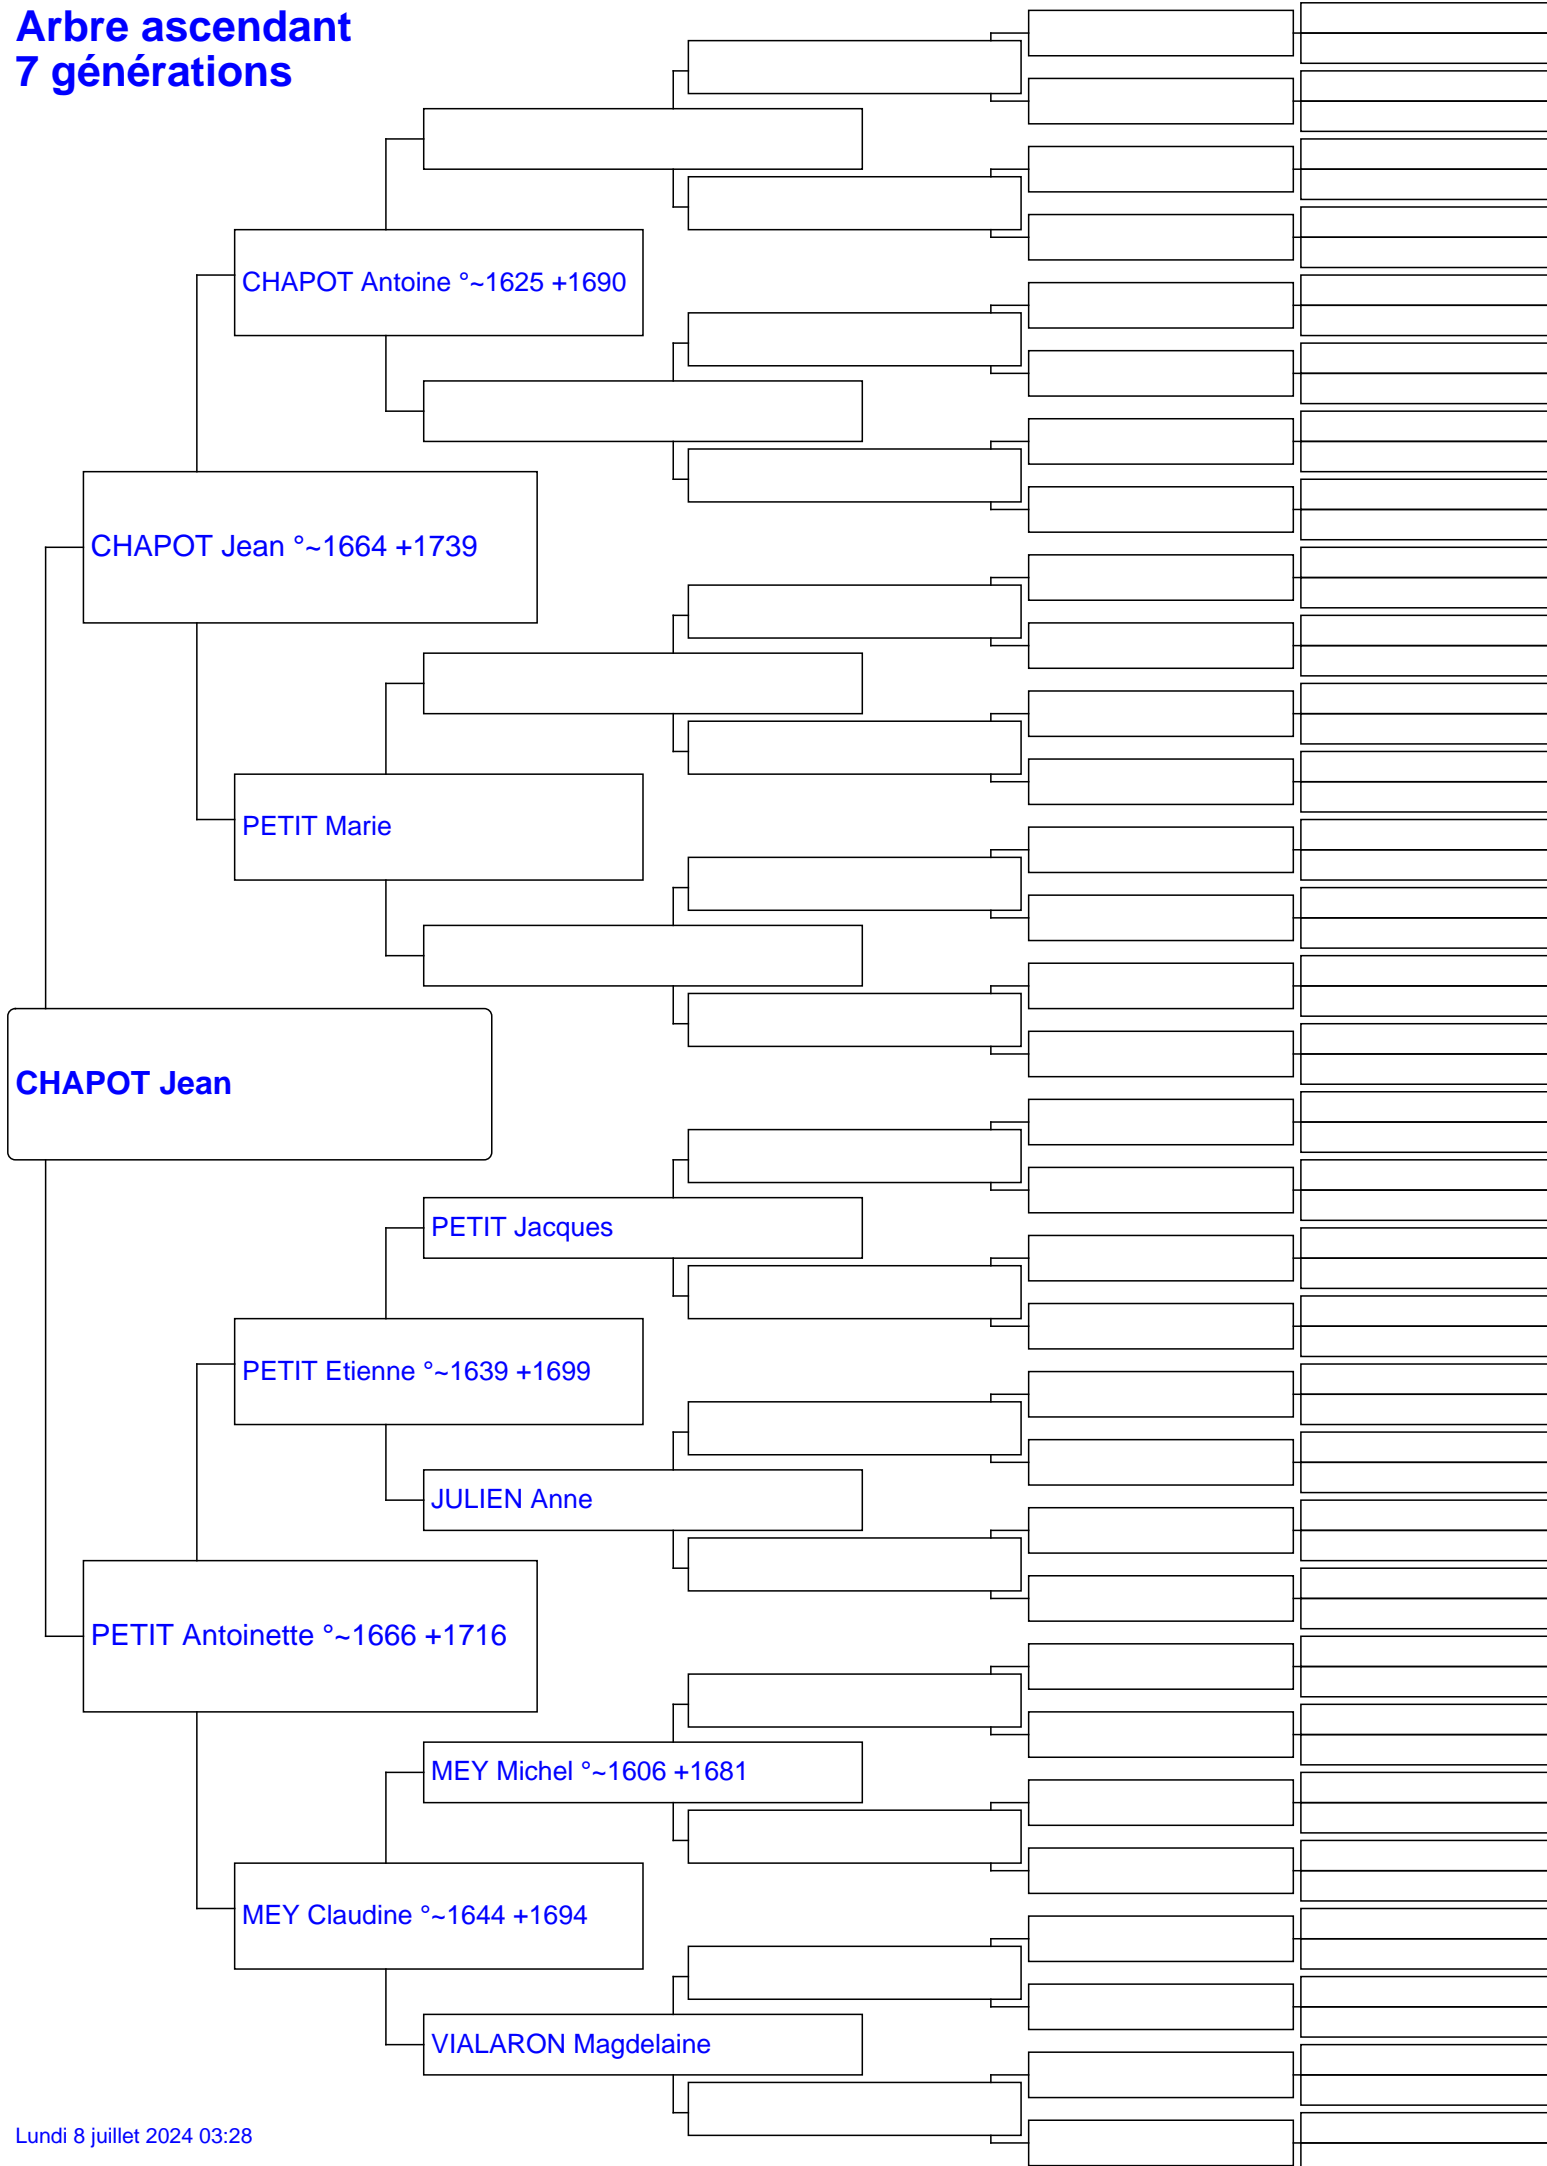 Arbre ascendant
7 générations
CHAPOT Antoine °~1625 +1690
CHAPOT Jean °~1664 +1739
PETIT Marie
CHAPOT Jean
PETIT Jacques
PETIT Etienne °~1639 +1699
JULIEN Anne
PETIT Antoinette °~1666 +1716
MEY Michel °~1606 +1681
MEY Claudine °~1644 +1694
VIALARON Magdelaine
Lundi 8 juillet 2024 03:28